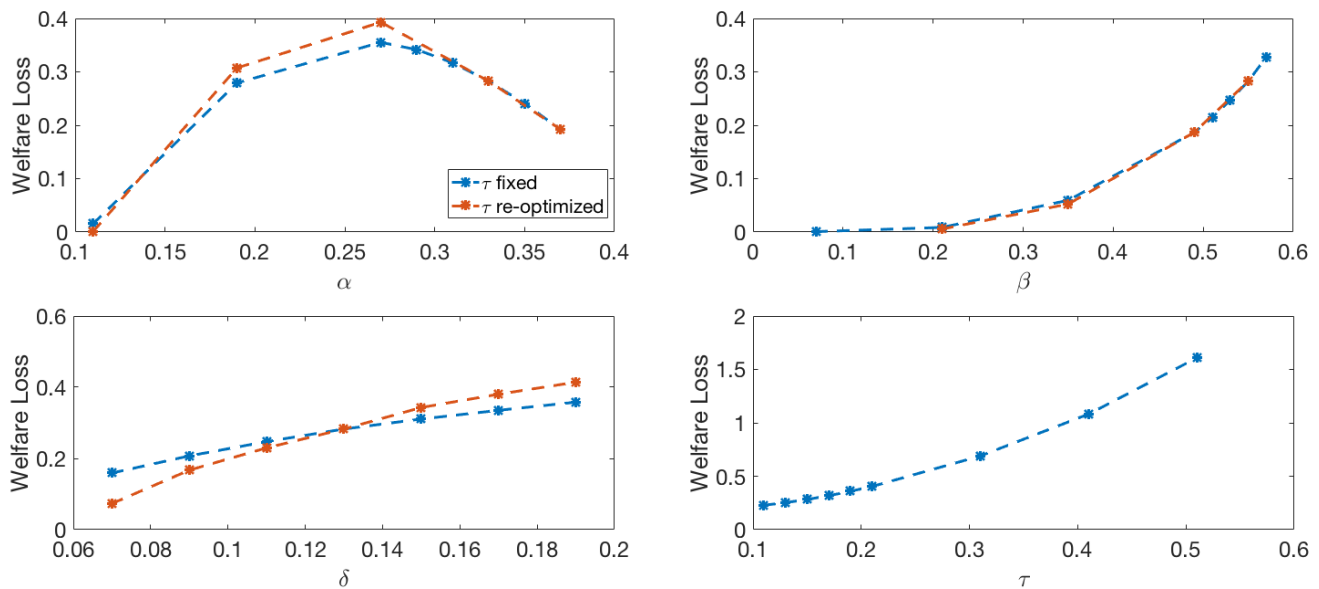 0.4
0.3
0.2
0.1
0
Welfare Loss
0.1 0.15 0.2 0.25 0.3 0.35 0.4
α
τ fixed
τ re-optimized
0.4
0.3
0.2
0.1
0
Welfare Loss
0 0.1 0.2 0.3 0.4 0.5 0.6
β
0.6
0.4
0.2
0
Welfare Loss
0.06 0.08 0.1 0.12 0.14 0.16 0.18 0.2
δ
2
1.5
1
0.5
0
Welfare Loss
0.1 0.2 0.3 0.4 0.5 0.6
τ